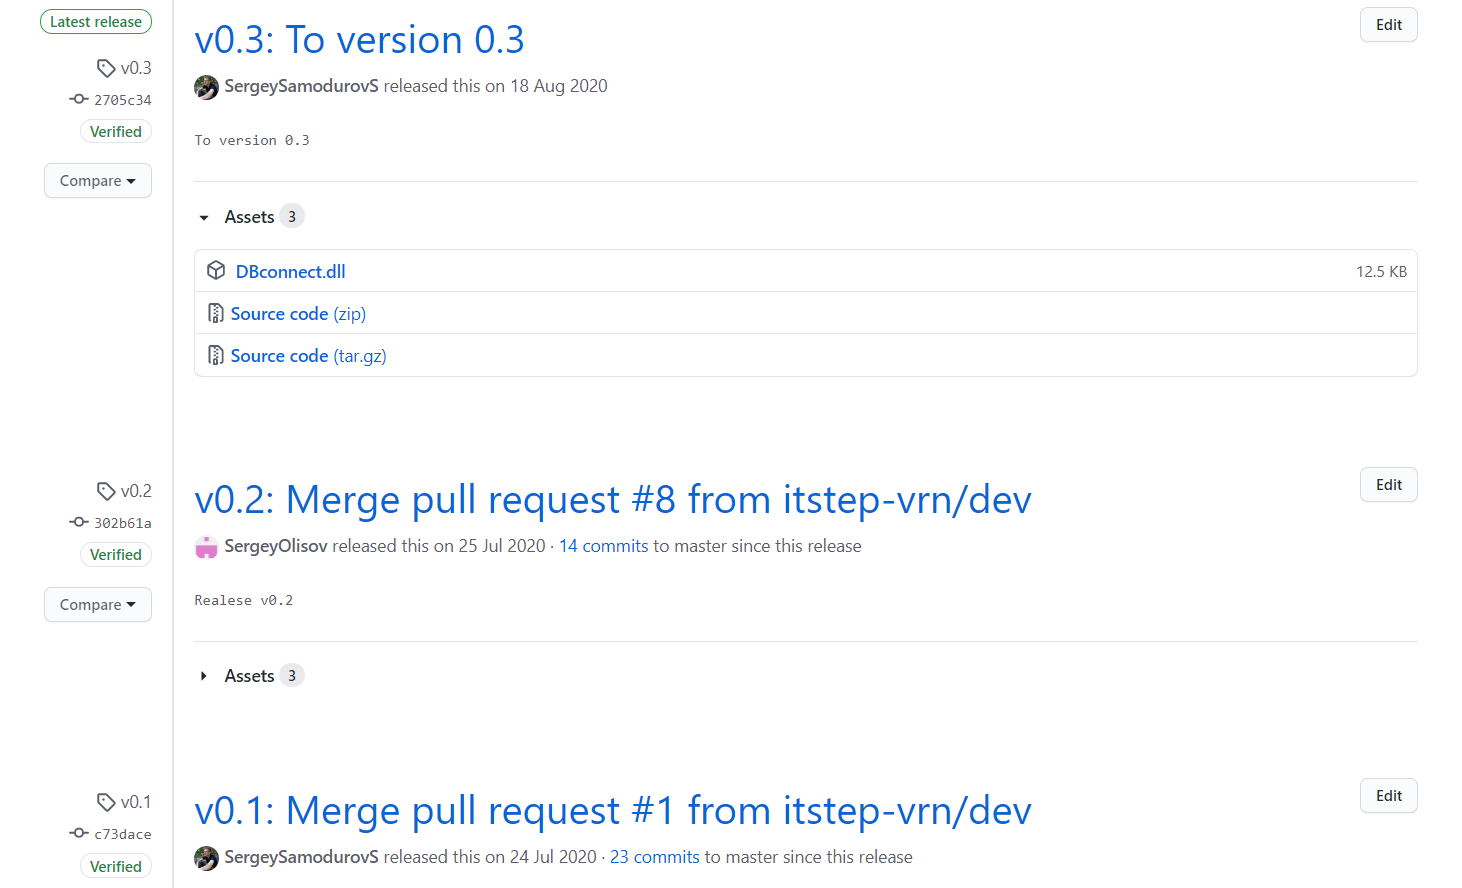 Latest release
v0.3
2705c34
Verified
Compare
v0.3: To version 0.3
Edit
SergeySamodurovS released this on 18 Aug 2020
To version 0.3
Assets 3
DBconnect.dll 12.5 KB
Source code (zip)
Source code (tar.gz)
v0.2
302b61a
Verified
Compare
v0.2: Merge pull request #8 from itstep-vrn/dev
Edit
SergeyOlisov released this on 25 Jul 2020 · 14 commits to master since this release
Realese v0.2
Assets 3
v0.1
c73dace
Verified
v0.1: Merge pull request #1 from itstep-vrn/dev
Edit
SergeySamodurovS released this on 24 Jul 2020 · 23 commits to master since this release